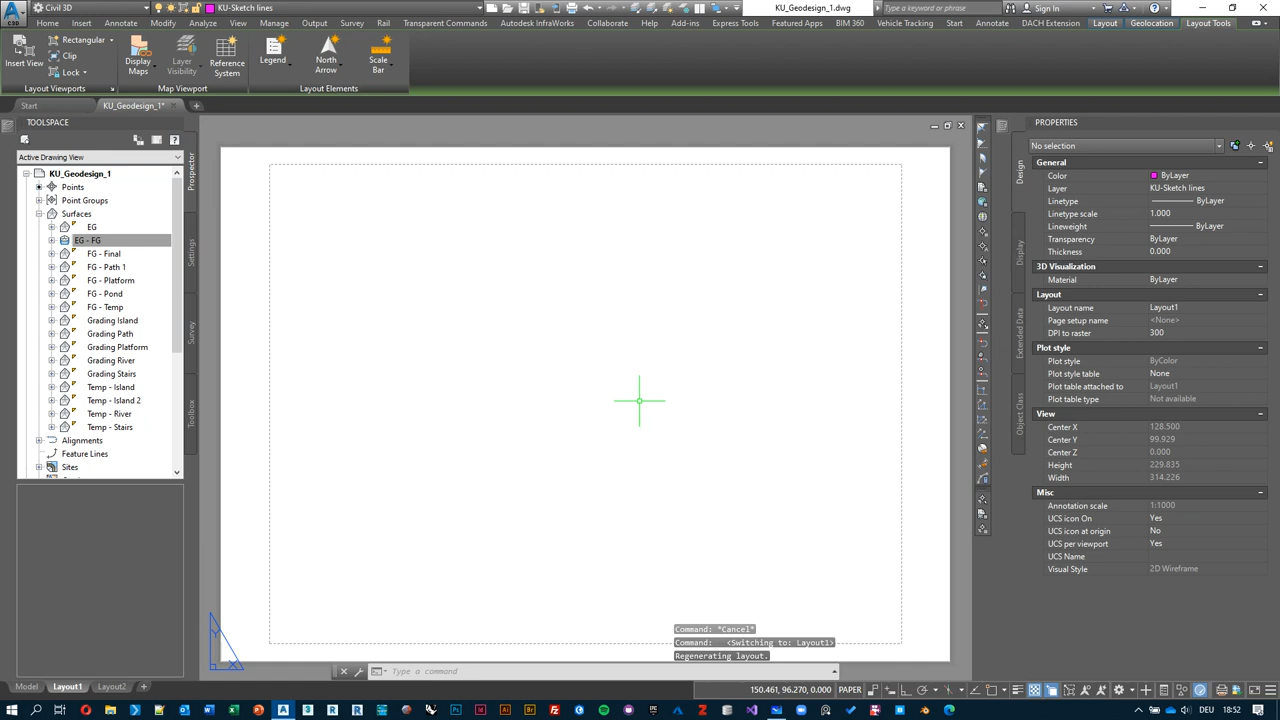 C3D
Civil 3D
KU-Sketch lines
KU_Geodesign_1.dwg
Type a keyword or phrase
Sign In
Home
Insert
Annotate
Modify
Analyze
View
Manage
Output
Survey
Rail
Transparent Commands
Autodesk InfraWorks
Collaborate
Help
Add-ins
Express Tools
Featured Apps
BIM 360
Vehicle Tracking
Start
Annotate
DACH Extension
Layout
Geolocation
Layout Tools
Insert View
Rectangular
Clip
Lock
Display Maps
Layer Visibility
Reference System
Legend
North Arrow
Scale Bar
Layout Viewports
Map Viewport
Layout Elements
Start
KU_Geodesign_1*
TOOLSPACE
Active Drawing View
KU_Geodesign_1
Points
Point Groups
Surfaces
EG
EG - FG
FG - Final
FG - Path 1
FG - Platform
FG - Pond
FG - Temp
Grading Island
Grading Path
Grading Platform
Grading River
Grading Stairs
Temp - Island
Temp - Island 2
Temp - River
Temp - Stairs
Alignments
Feature Lines
Sites
Prospector
Settings
Survey
Toolbox
Y
X
Command: *Cancel*
Command:   <Switching to: Layout1>
Regenerating layout.
Type a command
Design
Display
Extended Data
Object Class
PROPERTIES
No selection
General
Color ByLayer
Layer KU-Sketch lines
Linetype ByLayer
Linetype scale 1.000
Lineweight ByLayer
Transparency ByLayer
Thickness 0.000
3D Visualization
Material ByLayer
Layout
Layout name Layout1
Page setup name <None>
DPI to raster 300
Plot style
Plot style ByColor
Plot style table None
Plot table attached to Layout1
Plot table type Not available
View
Center X 128.500
Center Y 99.929
Center Z 0.000
Height 229.835
Width 314.226
Misc
Annotation scale 1:1000
UCS icon On Yes
UCS icon at origin No
UCS per viewport Yes
UCS Name
Visual Style 2D Wireframe
Model
Layout1
Layout2
150.461, 96.270, 0.000
PAPER
DEU
18:52